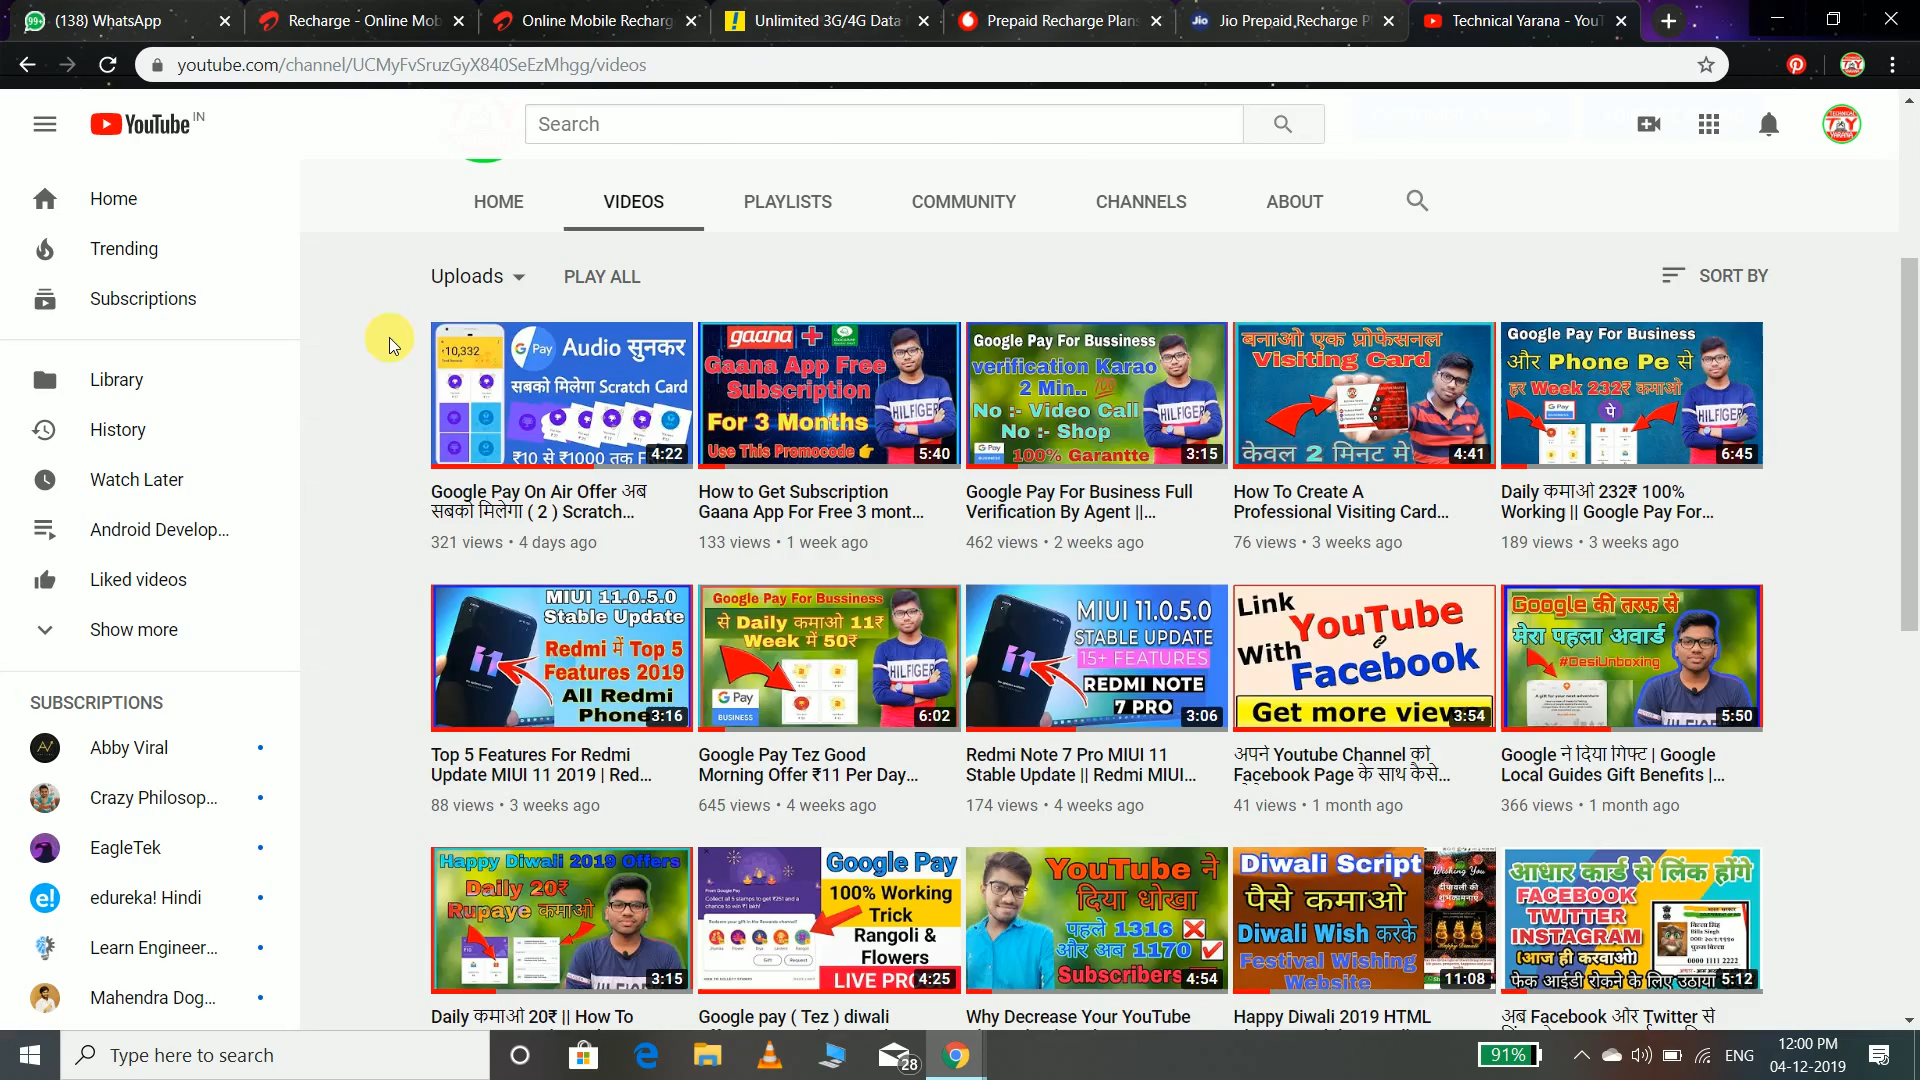 (138) WhatsApp
Recharge - Online Mob
Online Mobile Recharg
Unlimited 3G/4G Data
Prepaid Recharge Plans
Jio Prepaid,Recharge P
Technical Yarana - YouT
youtube.com/channel/UCMyFvSruzGyX840SeEzMhgg/videos
YouTube IN
Search
Home
Trending
Subscriptions
Library
History
Watch Later
Android Develop...
Liked videos
Show more
SUBSCRIPTIONS
Abby Viral
Crazy Philosop...
EagleTek
edureka! Hindi
Learn Engineer...
Mahendra Dog...
HOME
VIDEOS
PLAYLISTS
COMMUNITY
CHANNELS
ABOUT
Uploads
PLAY ALL
SORT BY
10,332
G Pay Audio सुनकर
सबको मिलेगा Scratch Card
₹10 से ₹1000 तक
4:22
gaana +
Gaana App Free
Subscription
For 3 Months
Use This Promocode
5:40
Google Pay For Bussiness
verification Karao
2 Min..
No :- Video Call
No :- Shop
100% Garantte
HILFIGER
3:15
बनाओ एक प्रोफेसनल
Visiting Card
केवल 2 मिनट में
4:41
Google Pay For Business
और Phone Pe से
हर Week 232₹ कमाओ
6:45
Google Pay On Air Offer अब
सबको मिलेगा ( 2 ) Scratch...
321 views • 4 days ago
How to Get Subscription
Gaana App For Free 3 mont...
133 views • 1 week ago
Google Pay For Business Full
Verification By Agent ||...
462 views • 2 weeks ago
How To Create A
Professional Visiting Card...
76 views • 3 weeks ago
Daily कमाओ 232₹ 100%
Working || Google Pay For...
189 views • 3 weeks ago
MIUI 11.0.5.0
Stable Update
Redmi में Top 5
Features 2019
All Redmi
Phone
3:16
Google Pay For Bussiness
से Daily कमाओ 11₹
Week में 50₹
G Pay
BUSINESS
HILFIGER
6:02
MIUI 11.0.5.0
STABLE UPDATE
15+ FEATURES
REDMI NOTE
7 PRO
3:06
Link
YouTube
With
Facebook
Get more views
3:54
Google की तरफ से
मेरा पहला अवार्ड
#DesiUnboxing
5:50
Top 5 Features For Redmi
Update MIUI 11 2019 | Red...
88 views • 3 weeks ago
Google Pay Tez Good
Morning Offer ₹11 Per Day...
645 views • 4 weeks ago
Redmi Note 7 Pro MIUI 11
Stable Update || Redmi MIUI...
174 views • 4 weeks ago
अपने Youtube Channel को
Facebook Page के साथ कैसे...
41 views • 1 month ago
Google ने दिया गिफ्ट | Google
Local Guides Gift Benefits |...
366 views • 1 month ago
Happy Diwali 2019 Offers
Daily 20₹
Rupaye कमाओ
3:15
Google Pay
100% Working
Trick
Rangoli &
Flowers
LIVE PRO
4:25
YouTube ने
दिया धोखा
पहले 1316
और अब 1170
Subscribers
4:54
Diwali Script
पैसे कमाओ
Diwali Wish करके
Festival Wishing
Website
11:08
आधार कार्ड से लिंक होंगे
FACEBOOK
TWITTER
INSTAGRAM
(आज ही करवाओ)
फेक आईडी रोकने के लिए उठाया
0000 1111 2222
5:12
Daily कमाओ 20₹ || How To
Google pay ( Tez ) diwali
Why Decrease Your YouTube
Happy Diwali 2019 HTML
अब Facebook और Twitter से
Type here to search
28
91%
ENG
12:00 PM
04-12-2019